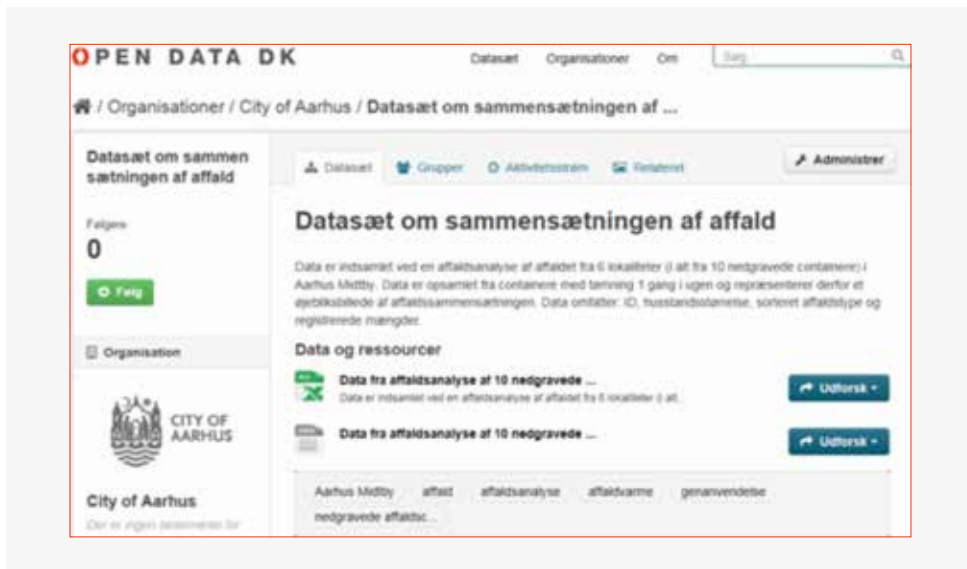 OPEN DATA DK
Datasæt Organisationer Om Søg
/ Organisationer / City of Aarhus / Datasæt om sammensætningen af ...
Datasæt om sammen
sætningen af affald
Følgere
0
Følg
Organisation
CITY OF
AARHUS
City of Aarhus
Der er ingen beskrivelse for
Datasæt Grupper Aktivitetsstrøm Relateret
Administrer
Datasæt om sammensætningen af affald
Data er indsamlet ved en affaldsanalyse af affaldet fra 6 lokaliteter (i alt fra 10 nedgravede containere) i
Aarhus Midtby. Data er opsamlet fra containere med tømning 1 gang i ugen og repræsenterer derfor et
øjebliksbillede af affaldssammensætningen. Data omfatter: ID, husstandsstørrelse, sorteret affaldstype og
registrerede mængder.
Data og ressourcer
Data fra affaldsanalyse af 10 nedgravede ...
Data er indsamlet ved en affaldsanalyse af affaldet fra 6 lokaliteter (i alt...
Udforsk
Data fra affaldsanalyse af 10 nedgravede ...
Udforsk
Aarhus Midtby affald affaldsanalyse affaldvarme genanvendelse
nedgravede affaldsc...